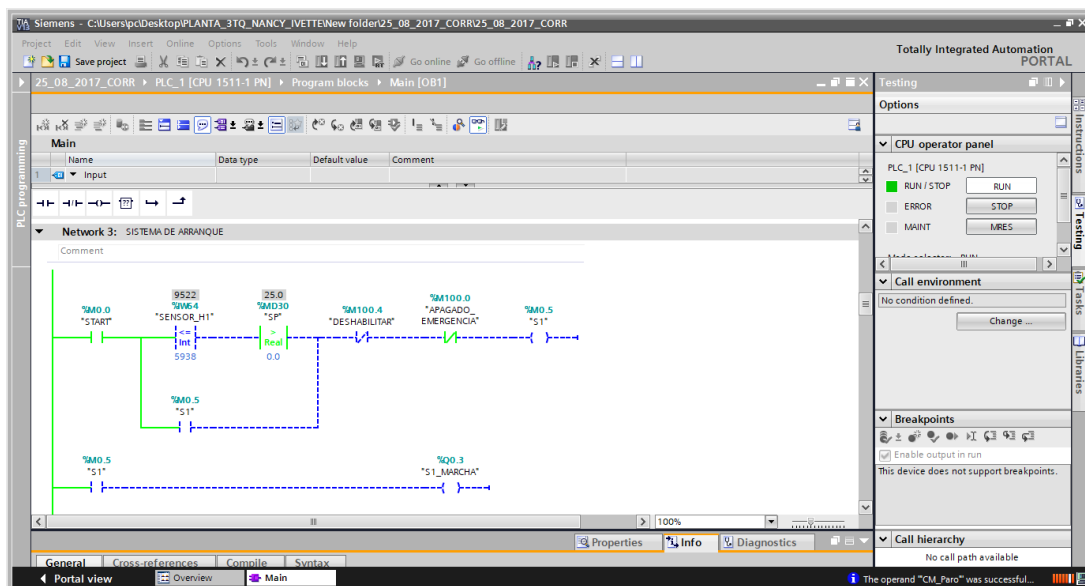 Siemens - C:\Users\pc\Desktop\PLANTA_3TQ_NANCY_IVETTE\New folder\25_08_2017_CORR\25_08_2017_CORR
Project Edit View Insert Online Options Tools Window Help
Totally Integrated Automation
PORTAL
Save project Go online Go offline
25_08_2017_CORR PLC_1 [CPU 1511-1 PN] Program blocks Main [OB1]
Testing
Options
Main
Name Data type Default value Comment
1 Input
CPU operator panel
PLC_1 [CPU 1511-1 PN]
RUN / STOP RUN
ERROR STOP
MAINT MRES
PLC programming
Instructions
Testing
Tasks
Libraries
Network 3: SISTEMA DE ARRANQUE
Comment
%M0.0
"START"
9522
%IW64
"SENSOR_H1"
<=
Int
5938
25.0
%MD30
"SP"
>
Real
0.0
%M100.4
"DESHABILITAR"
%M100.0
"APAGADO_
EMERGENCIA"
%M0.5
"S1"
%M0.5
"S1"
%M0.5
"S1"
%Q0.3
"S1_MARCHA"
Call environment
No condition defined.
Change ...
Breakpoints
Enable output in run
This device does not support breakpoints.
100%
Properties Info Diagnostics
Call hierarchy
No call path available
General Cross-references Compile Syntax
Portal view Overview Main
The operand "CM_Paro" was successful...